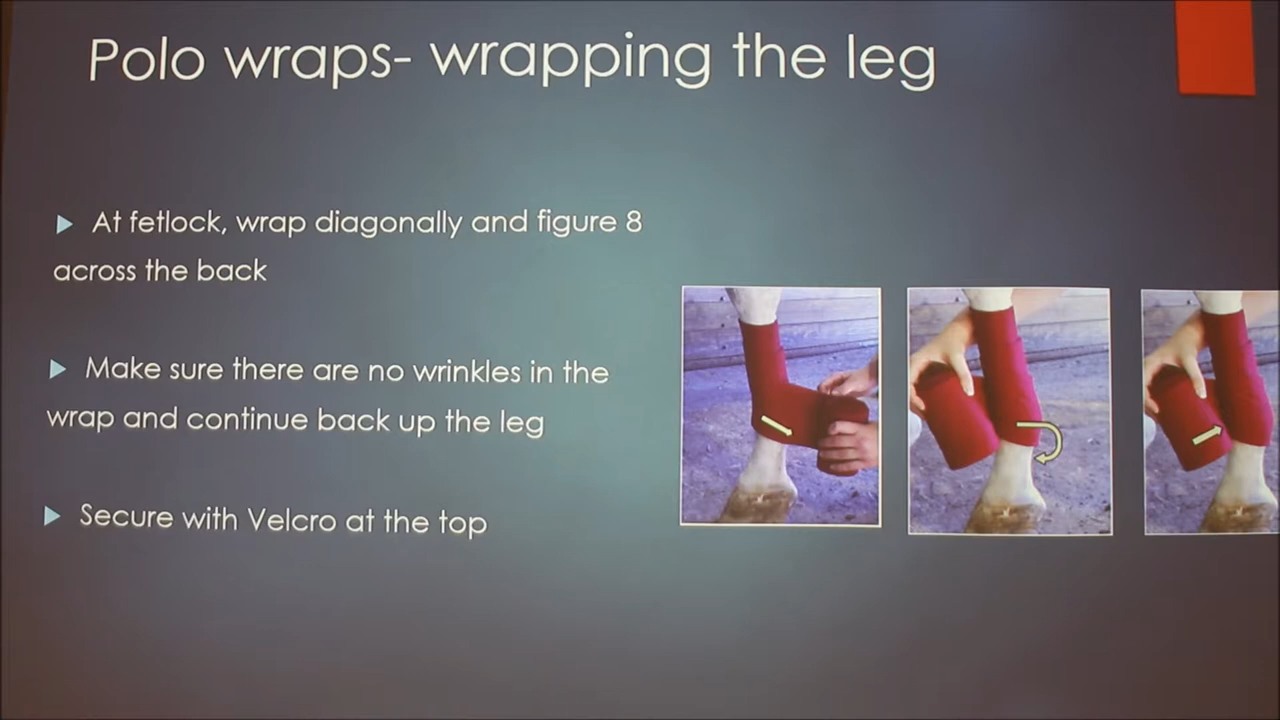 Polo wraps- wrapping the leg
At fetlock, wrap diagonally and figure 8
across the back
Make sure there are no wrinkles in the
wrap and continue back up the leg
Secure with Velcro at the top